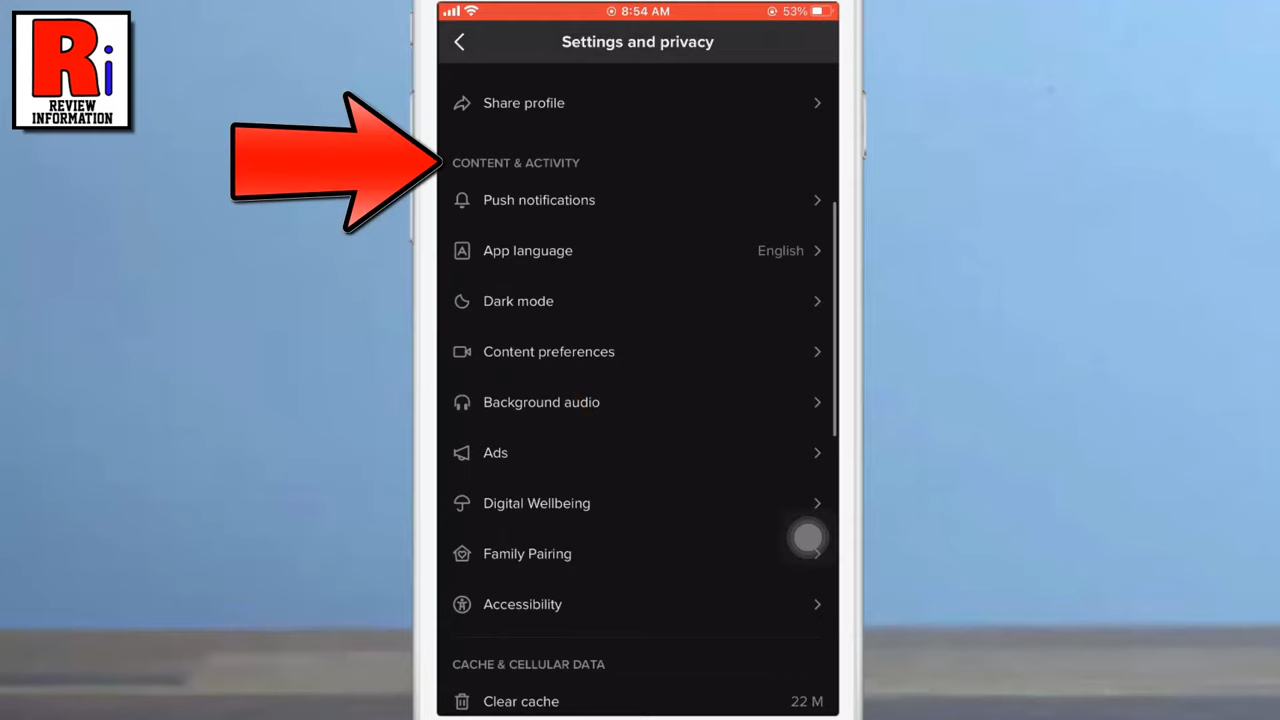 Ri
REVIEW
INFORMATION
8:54 AM
53%
Settings and privacy
Share profile
CONTENT & ACTIVITY
Push notifications
App language English
Dark mode
Content preferences
Background audio
Ads
Digital Wellbeing
Family Pairing
Accessibility
CACHE & CELLULAR DATA
Clear cache 22 M